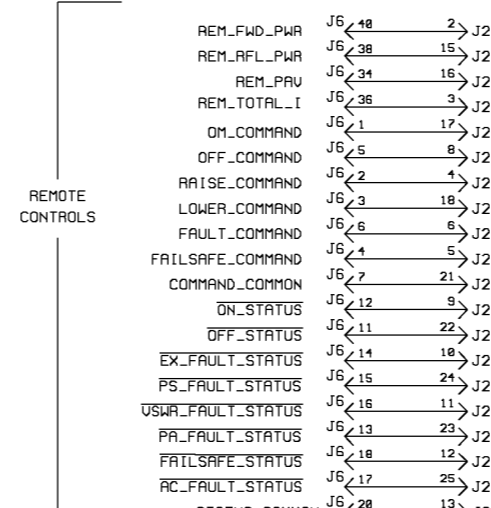 REM_FWD_PWR J6 40 2 J2
REM_RFL_PWR J6 38 15 J2
REM_PAV J6 34 16 J2
REM_TOTAL_I J6 36 3 J2
ON_COMMAND J6 1 17 J2
OFF_COMMAND J6 5 8 J2
RAISE_COMMAND J6 2 4 J2
REMOTE
CONTROLS
LOWER_COMMAND J6 3 18 J2
FAULT_COMMAND J6 6 6 J2
FAILSAFE_COMMAND J6 4 5 J2
COMMAND_COMMON J6 7 21 J2
ON_STATUS J6 12 9 J2
OFF_STATUS J6 11 22 J2
EX_FAULT_STATUS J6 14 10 J2
PS_FAULT_STATUS J6 15 24 J2
VSWR_FAULT_STATUS J6 16 11 J2
PA_FAULT_STATUS J6 13 23 J2
FAILSAFE_STATUS J6 18 12 J2
AC_FAULT_STATUS J6 17 25 J2
J6 20 13